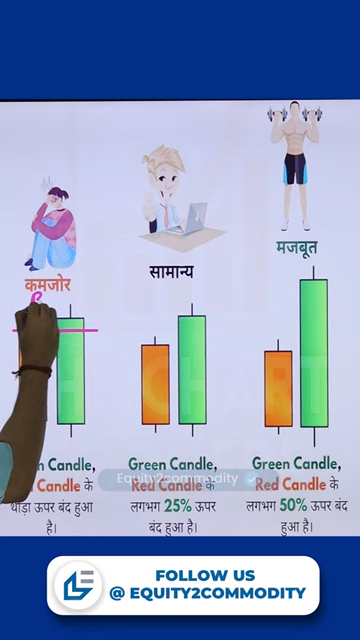 कमजोर
सामान्य
मजबूत
n Candle,
Candle के
थोड़ा ऊपर बंद हुआ
है।
Green Candle,
Red Candle के
लगभग 25% ऊपर
बंद हुआ है।
Green Candle,
Red Candle के
लगभग 50% ऊपर बंद
हुआ है।
Equity2commodity
FOLLOW US
@ EQUITY2COMMODITY